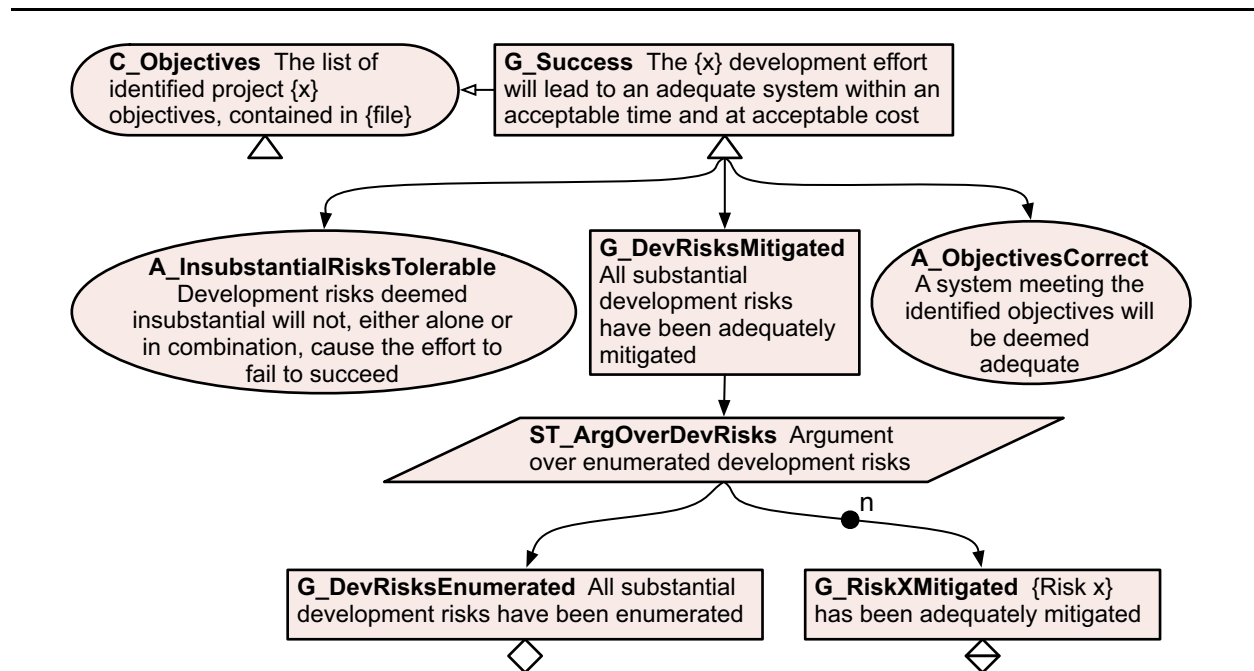 C_Objectives The list of
identified project {x}
objectives, contained in {file}
G_Success The {x} development effort
will lead to an adequate system within an
acceptable time and at acceptable cost
A_InsubstantialRisksTolerable
Development risks deemed
insubstantial will not, either alone or
in combination, cause the effort to
fail to succeed
G_DevRisksMitigated
All substantial
development risks
have been adequately
mitigated
A_ObjectivesCorrect
A system meeting the
identified objectives will
be deemed
adequate
ST_ArgOverDevRisks Argument
over enumerated development risks
n
G_DevRisksEnumerated All substantial
development risks have been enumerated
G_RiskXMitigated {Risk x}
has been adequately mitigated